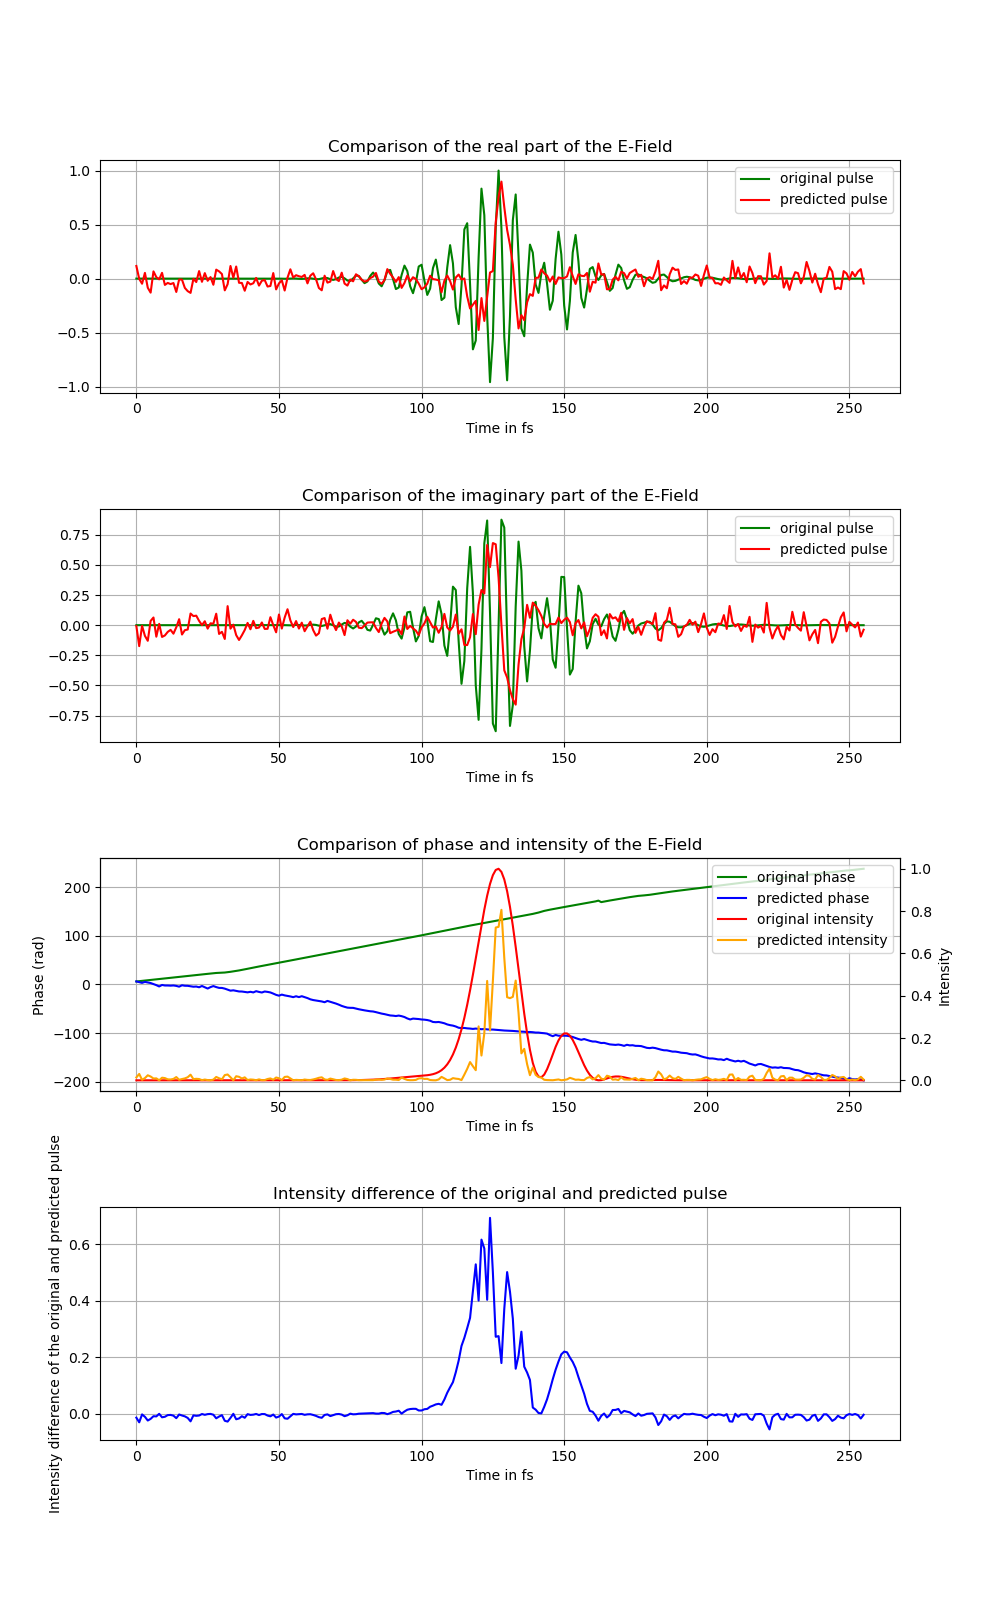 Comparison of the real part of the E-Field
1.0
0.5
0.0
−0.5
−1.0
original pulse
predicted pulse
0 50 100 150 200 250
Time in fs
Comparison of the imaginary part of the E-Field
0.75
0.50
0.25
0.00
−0.25
−0.50
−0.75
original pulse
predicted pulse
0 50 100 150 200 250
Time in fs
Comparison of phase and intensity of the E-Field
Phase (rad)
200
100
0
−100
−200
original phase
predicted phase
original intensity
predicted intensity
1.0
0.8
0.6
0.4
0.2
0.0
Intensity
0 50 100 150 200 250
Time in fs
Intensity difference of the original and predicted pulse
Intensity difference of the original and predicted pulse
0.6
0.4
0.2
0.0
0 50 100 150 200 250
Time in fs